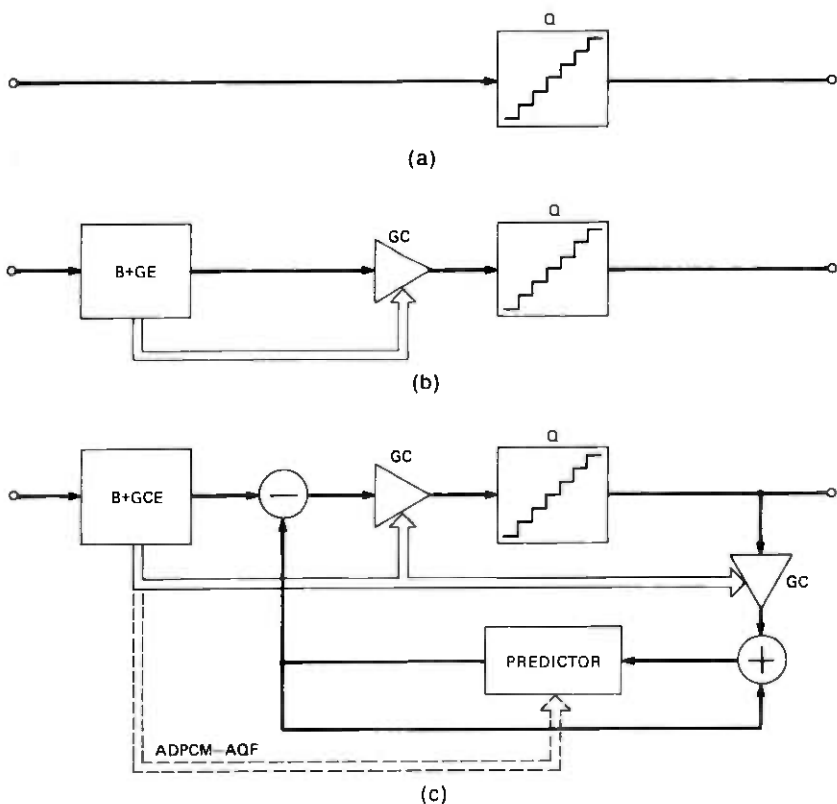 Q
(a)
Q
GC
B+GE
(b)
Q
GC
B+GCE
GC
PREDICTOR
ADPCM-AQF
(c)